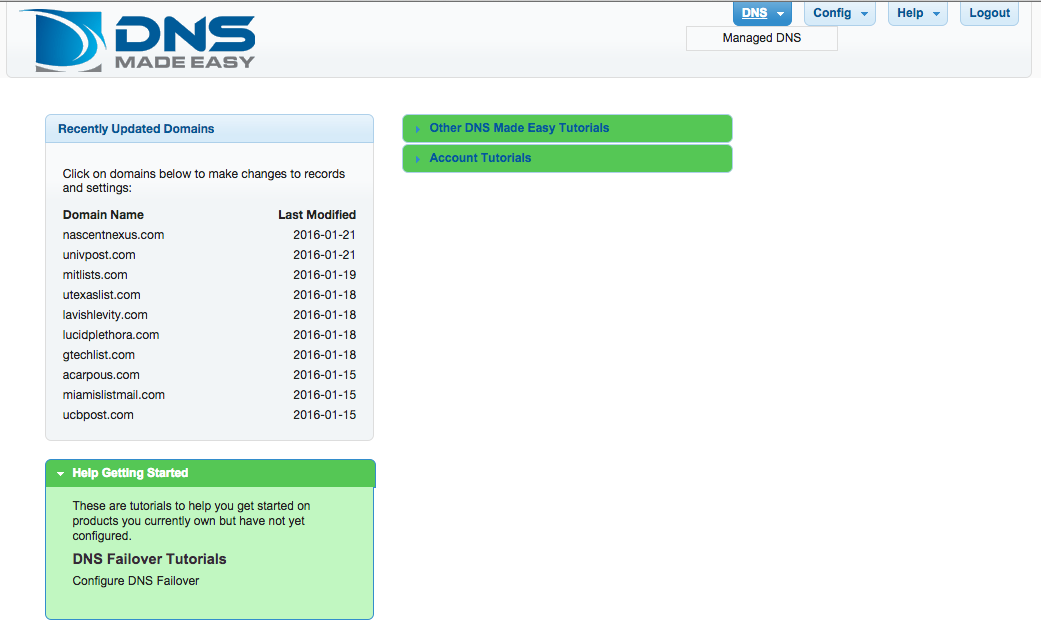 DNS Config Help Logout
Managed DNS
DNS
MADE EASY
Recently Updated Domains
Click on domains below to make changes to records
and settings:
Domain Name Last Modified
nascentnexus.com 2016-01-21
univpost.com 2016-01-21
mitlists.com 2016-01-19
utexaslist.com 2016-01-18
lavishlevity.com 2016-01-18
lucidplethora.com 2016-01-18
gtechlist.com 2016-01-18
acarpous.com 2016-01-15
miamislistmail.com 2016-01-15
ucbpost.com 2016-01-15
Other DNS Made Easy Tutorials
Account Tutorials
Help Getting Started
These are tutorials to help you get started on
products you currently own but have not yet
configured.
DNS Failover Tutorials
Configure DNS Failover